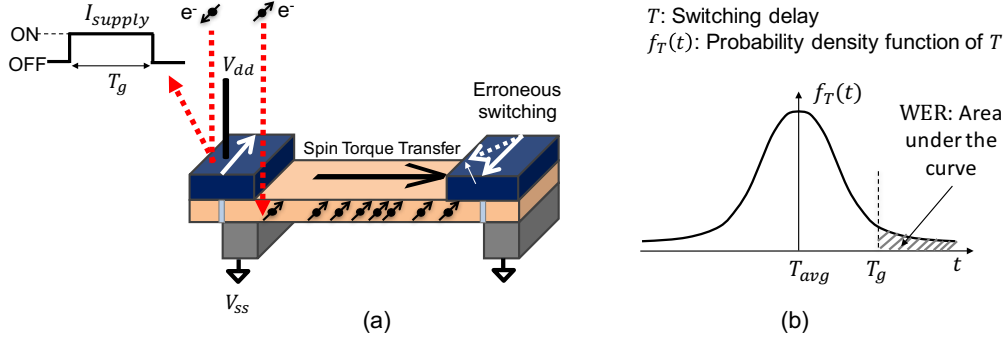 I_supply
e⁻
e⁻
ON
OFF
T_g
V_dd
Erroneous
switching
Spin Torque Transfer
V_ss
(a)
T: Switching delay
f_T(t): Probability density function of T
f_T(t)
WER: Area
under the
curve
T_avg
T_g
t
(b)